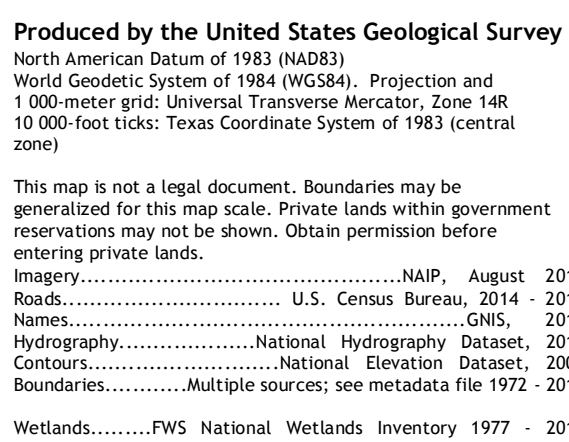 Produced by the United States Geological Survey
North American Datum of 1983 (NAD83)
World Geodetic System of 1984 (WGS84). Projection and
1 000-meter grid: Universal Transverse Mercator, Zone 14R
10 000-foot ticks: Texas Coordinate System of 1983 (central
zone)
This map is not a legal document. Boundaries may be
generalized for this map scale. Private lands within government
reservations may not be shown. Obtain permission before
entering private lands.
Imagery..........................................NAIP, August
Roads............................. U.S. Census Bureau, 2014 -
Names....................................................GNIS,
Hydrography..................National Hydrography Dataset,
Contours.........................National Elevation Dataset,
Boundaries............Multiple sources; see metadata file 1972 -
Wetlands.........FWS National Wetlands Inventory 1977 -